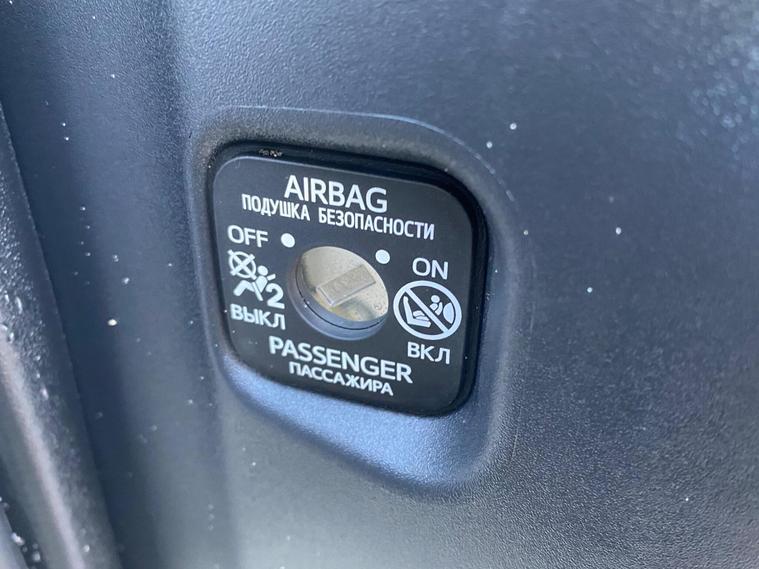 AIRBAG
ПОДУШКА БЕЗОПАСНОСТИ
OFF
ON
2
ВЫКЛ
ВКЛ
PASSENGER
ПАССАЖИРА